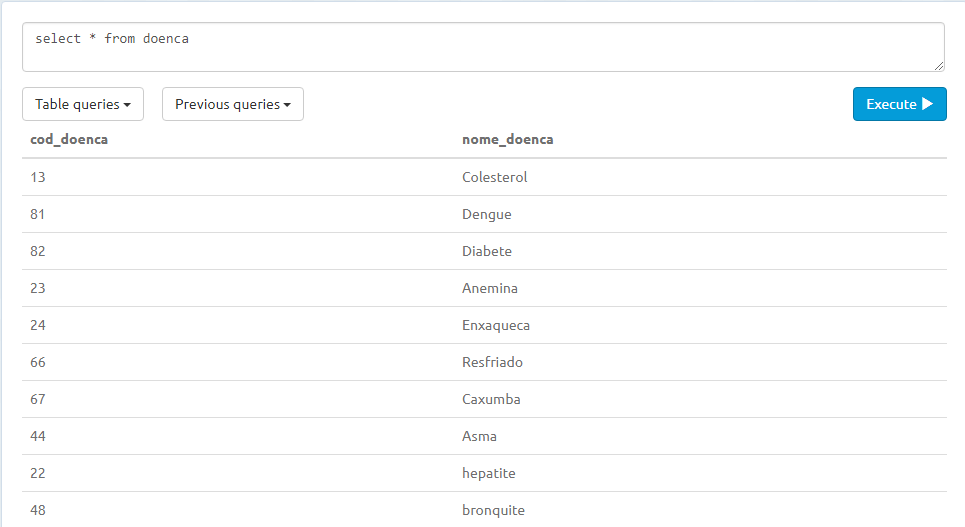 select * from doenca
Table queries Previous queries Execute
cod_doenca nome_doenca
13 Colesterol
81 Dengue
82 Diabete
23 Anemina
24 Enxaqueca
66 Resfriado
67 Caxumba
44 Asma
22 hepatite
48 bronquite